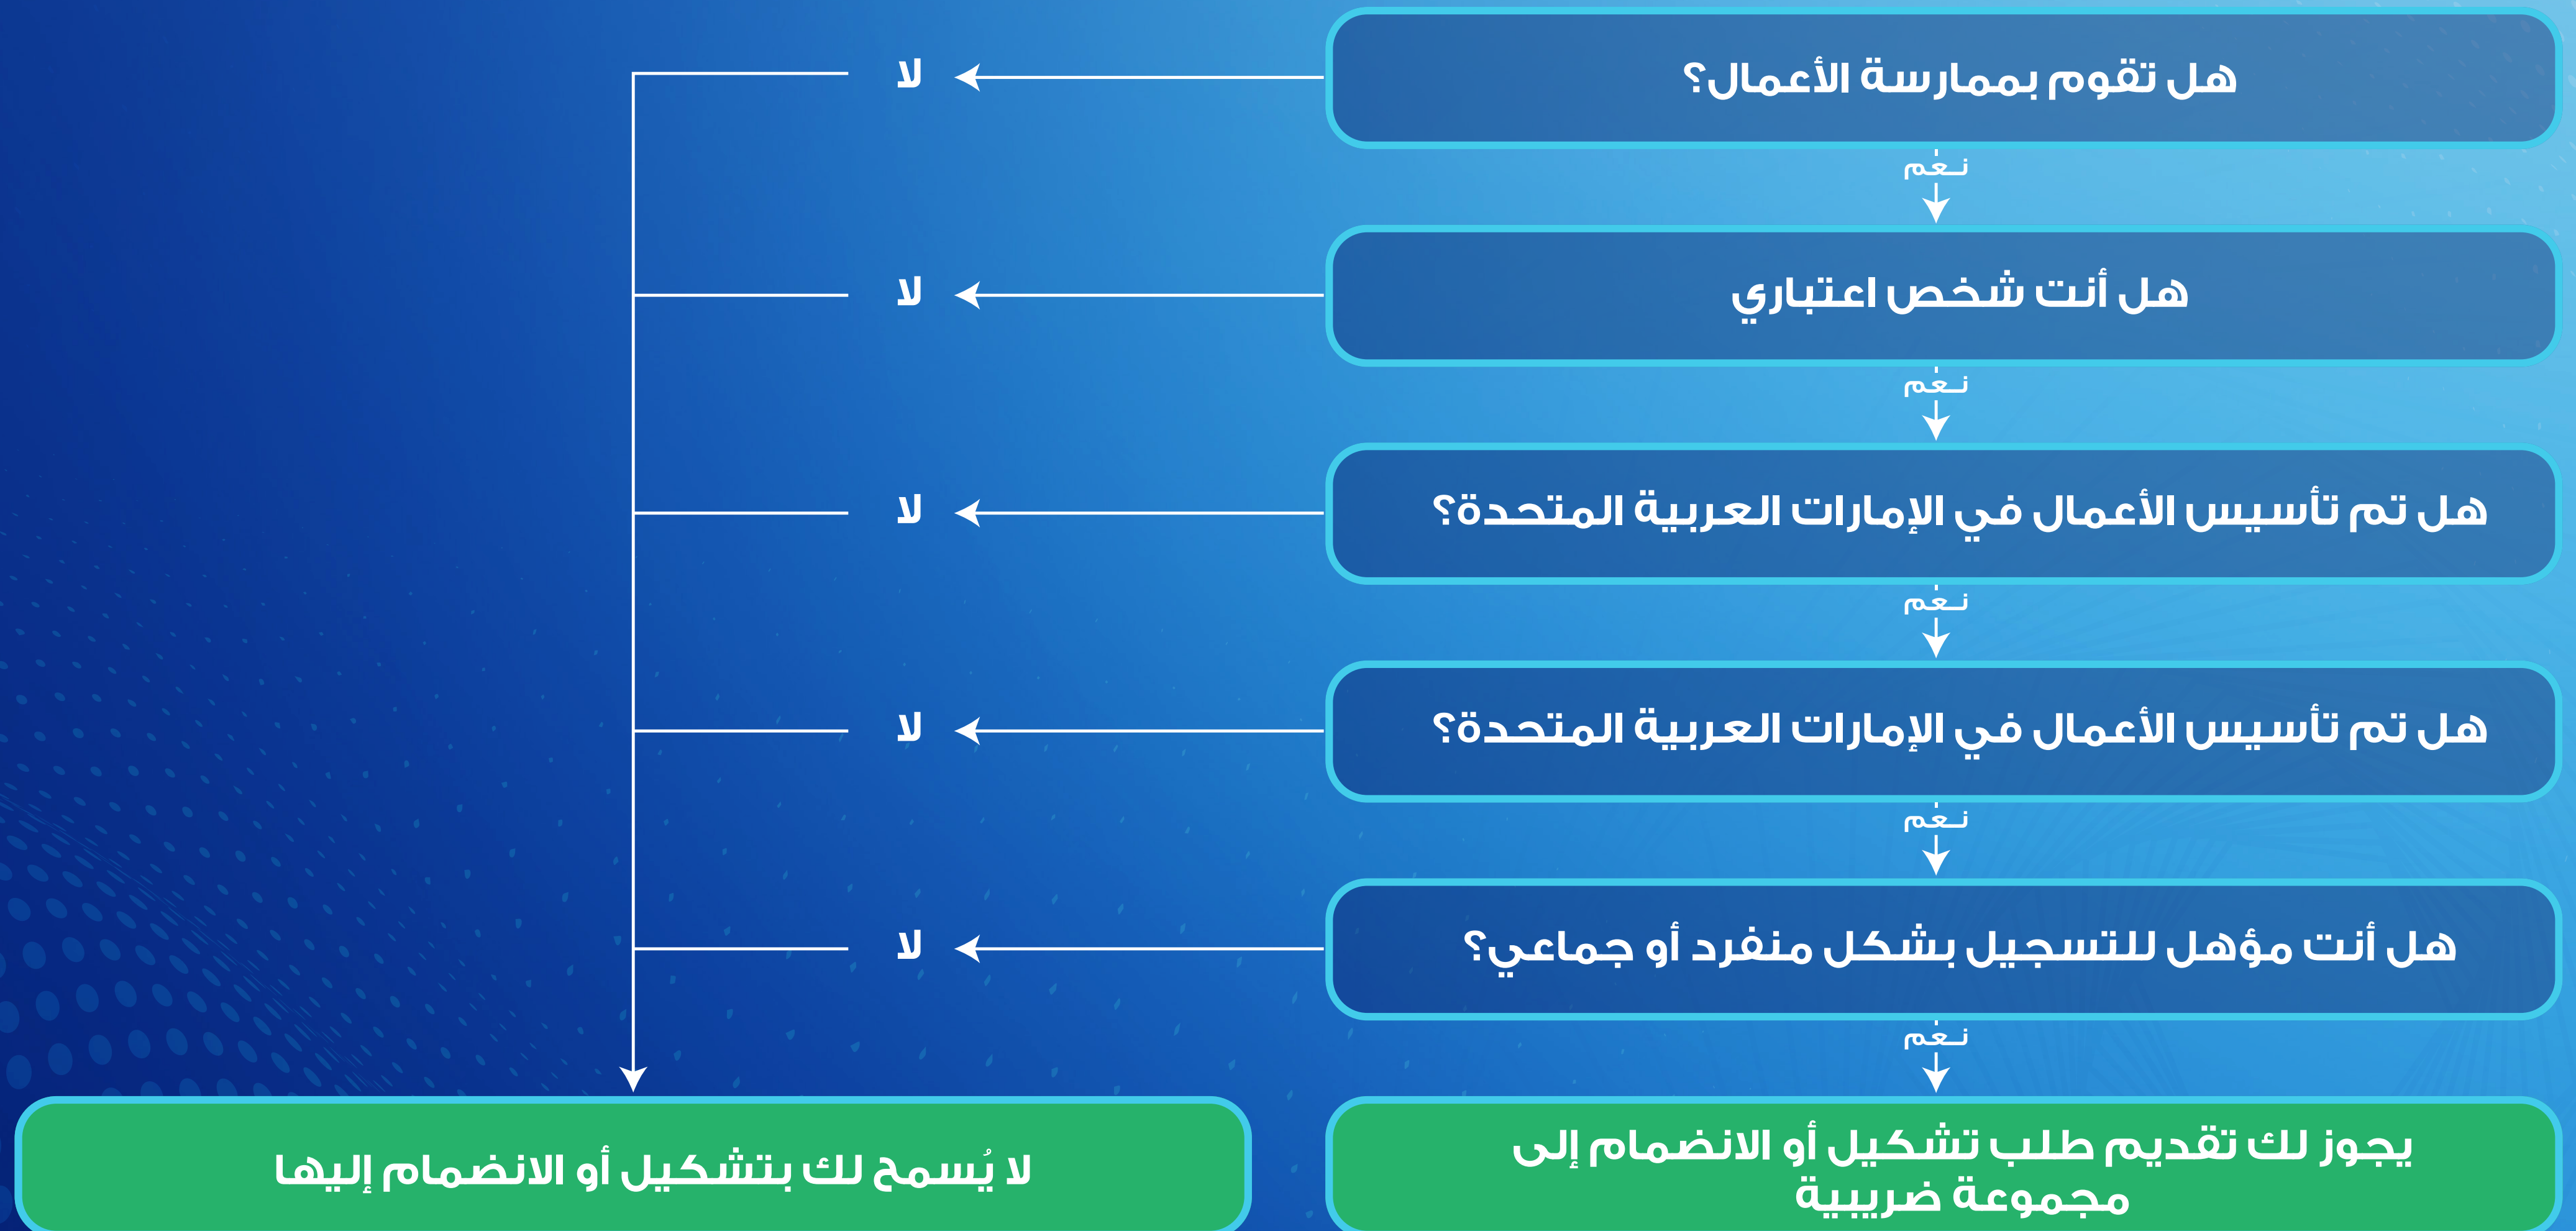 هل تقوم بممارسة الأعمال؟
لا
نعم
هل أنت شخص اعتباري
لا
نعم
هل تم تأسيس الأعمال في الإمارات العربية المتحدة؟
لا
نعم
هل تم تأسيس الأعمال في الإمارات العربية المتحدة؟
لا
نعم
هل أنت مؤهل للتسجيل بشكل منفرد أو جماعي؟
لا
نعم
يجوز لك تقديم طلب تشكيل أو الانضمام إلى
مجموعة ضريبية
لا يُسمح لك بتشكيل أو الانضمام إليها